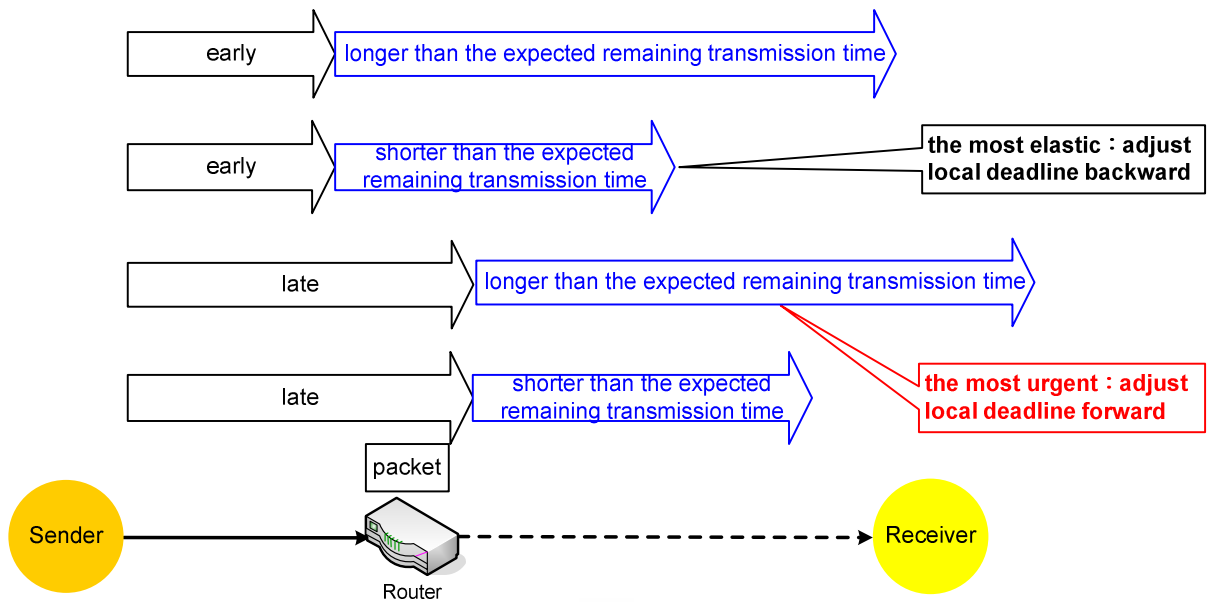 early
longer than the expected remaining transmission time
early
shorter than the expected
remaining transmission time
the most elastic：adjust
local deadline backward
late
longer than the expected remaining transmission time
late
shorter than the expected
remaining transmission time
the most urgent：adjust
local deadline forward
packet
Sender
Receiver
Router